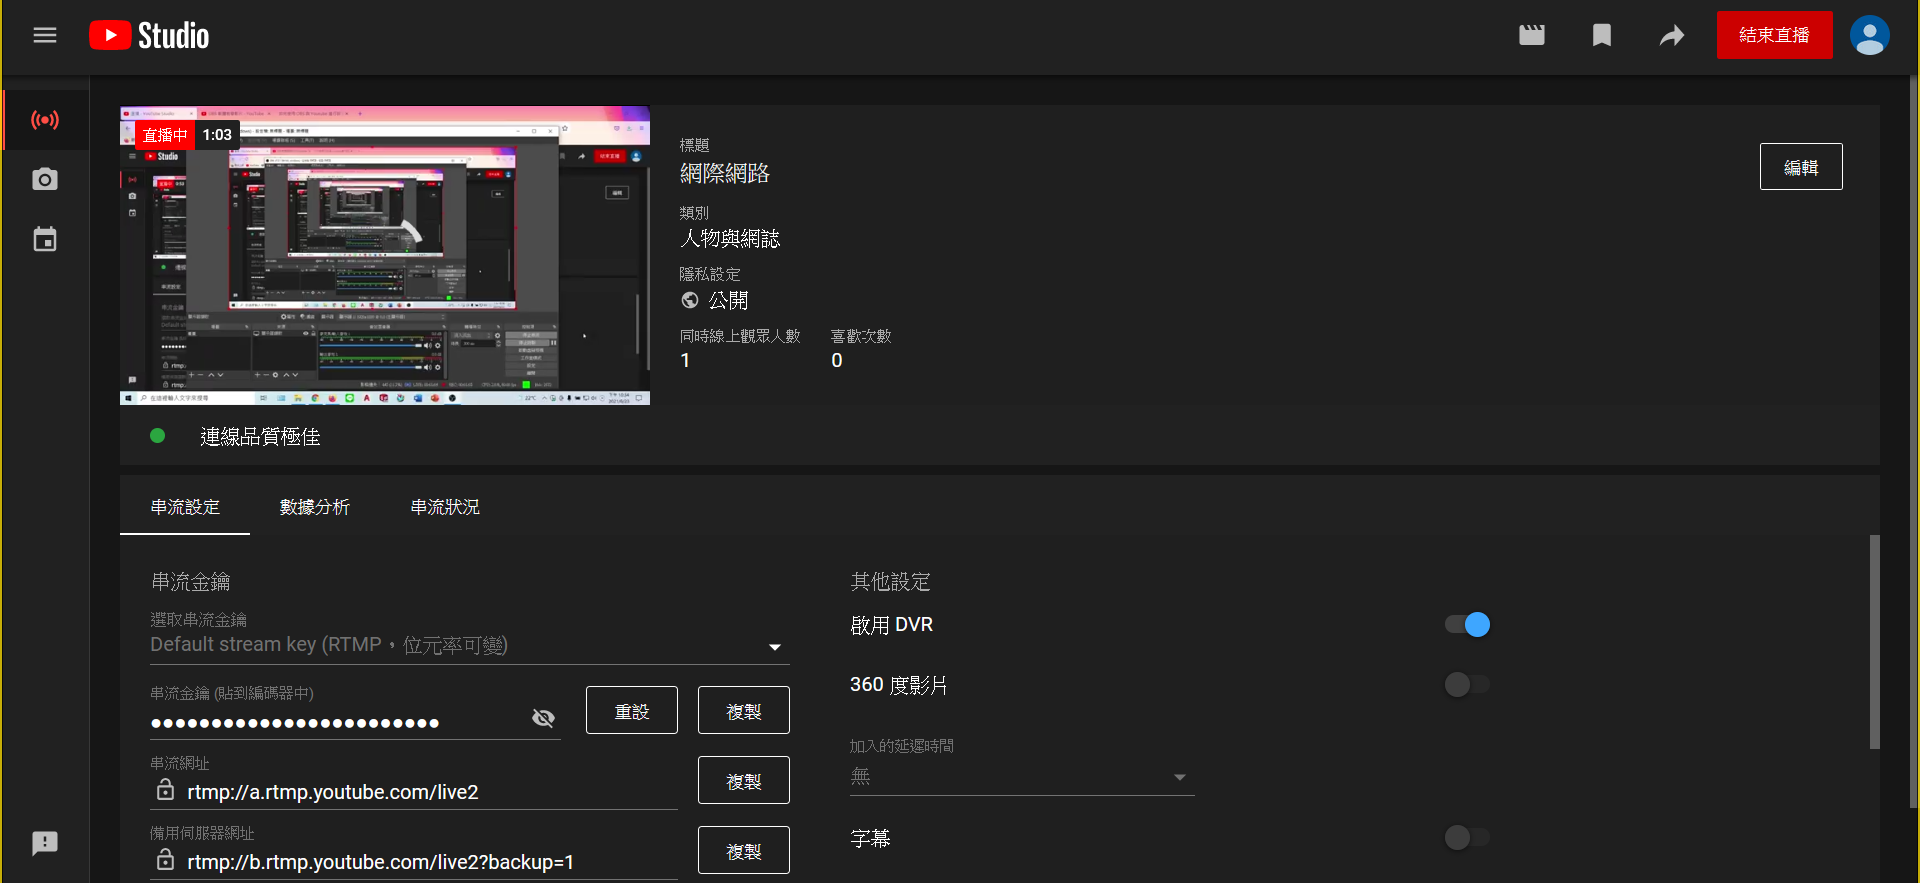 Studio
結束直播
直播中 1:03
標題
網際網路
編輯
類別
人物與網誌
隱私設定
公開
同時線上觀眾人數 喜歡次數
1 0
連線品質極佳
串流設定 數據分析 串流狀況
串流金鑰
選取串流金鑰
Default stream key (RTMP，位元率可變)
串流金鑰 (貼到編碼器中)
●●●●●●●●●●●●●●●●●●●●●●●●
重設 複製
串流網址
rtmp://a.rtmp.youtube.com/live2
複製
備用伺服器網址
rtmp://b.rtmp.youtube.com/live2?backup=1
複製
其他設定
啟用 DVR
360 度影片
加入的延遲時間
無
字幕